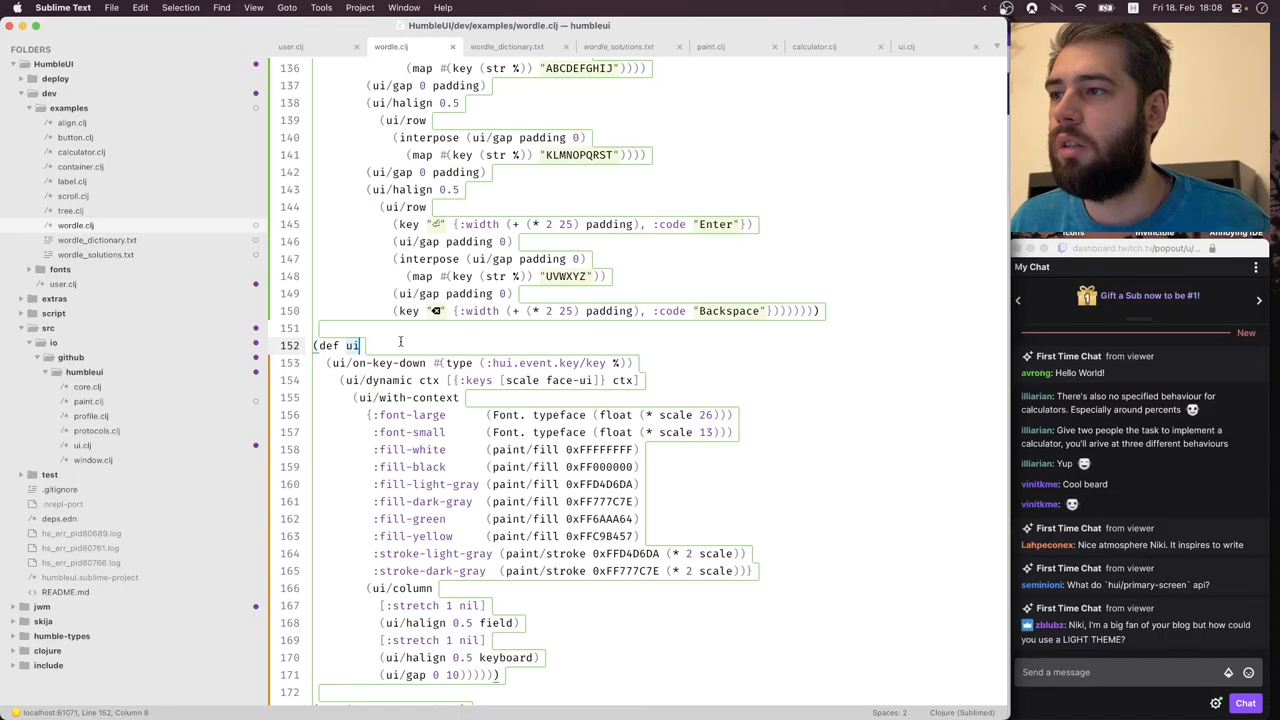 Sublime Text File Edit Selection Find View Goto Tools Project Window Help Fri 18. Feb 18:08
HumbleUI/dev/examples/wordle.clj — humbleui
FOLDERS
HumbleUI
deploy
dev
examples
align.clj
button.clj
calculator.clj
container.clj
label.clj
scroll.clj
tree.clj
wordle.clj
wordle_dictionary.txt
wordle_solutions.txt
fonts
user.clj
extras
script
src
io
github
humbleui
core.clj
paint.clj
profile.clj
protocols.clj
ui.clj
window.clj
test
.gitignore
.nrepl-port
deps.edn
hs_err_pid80689.log
hs_err_pid80761.log
hs_err_pid80766.log
humbleui.sublime-project
README.md
jwm
skija
humble-types
clojure
include
user.clj × wordle.clj × wordle_dictionary.txt × wordle_solutions.txt × paint.clj × calculator.clj × ui.clj ×
136 (map #(key (str %)) "ABCDEFGHIJ"))))
137 (ui/gap 0 padding)
138 (ui/halign 0.5
139 (ui/row
140 (interpose (ui/gap padding 0)
141 (map #(key (str %)) "KLMNOPQRST"))))
142 (ui/gap 0 padding)
143 (ui/halign 0.5
144 (ui/row
145 (key "⏎" {:width (+ (* 2 25) padding), :code "Enter"})
146 (ui/gap padding 0)
147 (interpose (ui/gap padding 0)
148 (map #(key (str %)) "UVWXYZ"))
149 (ui/gap padding 0)
150 (key "⌫" {:width (+ (* 2 25) padding), :code "Backspace"}))))))
151
152 (def ui
153 (ui/on-key-down #(type (:hui.event.key/key %))
154 (ui/dynamic ctx [{:keys [scale face-ui]} ctx]
155 (ui/with-context
156 {:font-large (Font. typeface (float (* scale 26)))
157 :font-small (Font. typeface (float (* scale 13)))
158 :fill-white (paint/fill 0xFFFFFFFF)
159 :fill-black (paint/fill 0xFF000000)
160 :fill-light-gray (paint/fill 0xFFD4D6DA)
161 :fill-dark-gray (paint/fill 0xFF777C7E)
162 :fill-green (paint/fill 0xFF6AAA64)
163 :fill-yellow (paint/fill 0xFFC9B457)
164 :stroke-light-gray (paint/stroke 0xFFD4D6DA (* 2 scale))
165 :stroke-dark-gray (paint/stroke 0xFF777C7E (* 2 scale))}
166 (ui/column
167 [:stretch 1 nil]
168 (ui/halign 0.5 field)
169 [:stretch 1 nil]
170 (ui/halign 0.5 keyboard)
171 (ui/gap 0 10))))))
172
localhost:61071, Line 152, Column 8 Spaces: 2 Clojure (Sublimed)
Icons Invincible Annoying IDE
dashboard.twitch.tv/popout/u/
My Chat
Gift a Sub now to be #1!
New
First Time Chat from viewer
avrong: Hello World!
illiarian: There's also no specified behaviour for
calculators. Especially around percents
illiarian: Give two people the task to implement a
calculator, you'll arive at three different behaviours
illiarian: Yup
vinitkme: Cool beard
vinitkme:
First Time Chat from viewer
Lahpeconex: Nice atmosphere Niki. It inspires to write
First Time Chat from viewer
seminioni: What do `hui/primary-screen` api?
First Time Chat from viewer
zblubz: Niki, I'm a big fan of your blog but how could
you use a LIGHT THEME?
Send a message
Chat